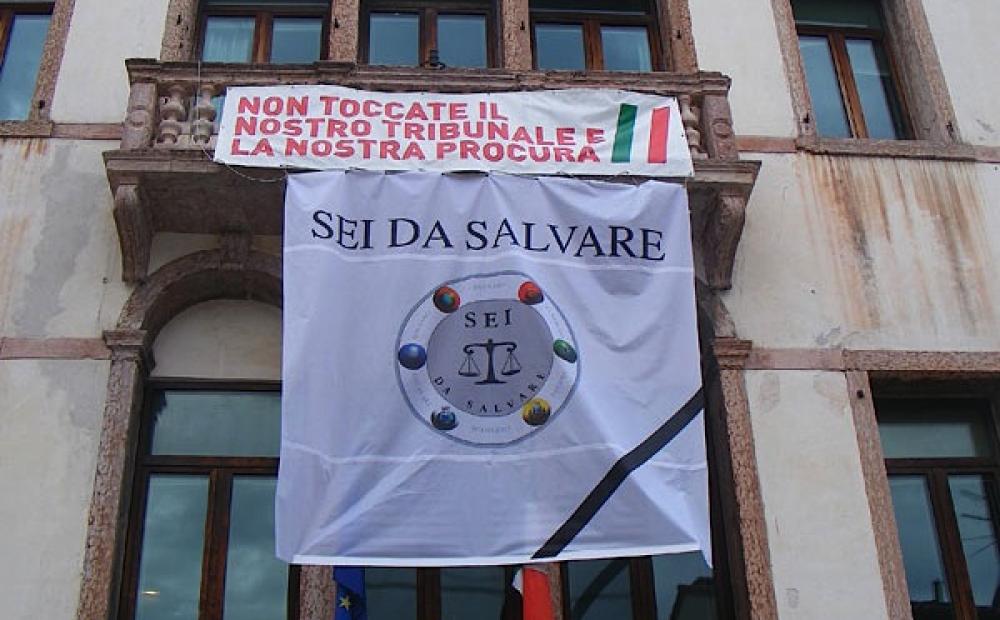 NON TOCCATE IL
NOSTRO TRIBUNALE E
LA NOSTRA PROCURA
SEI DA SALVARE
SEI
DA SALVARE